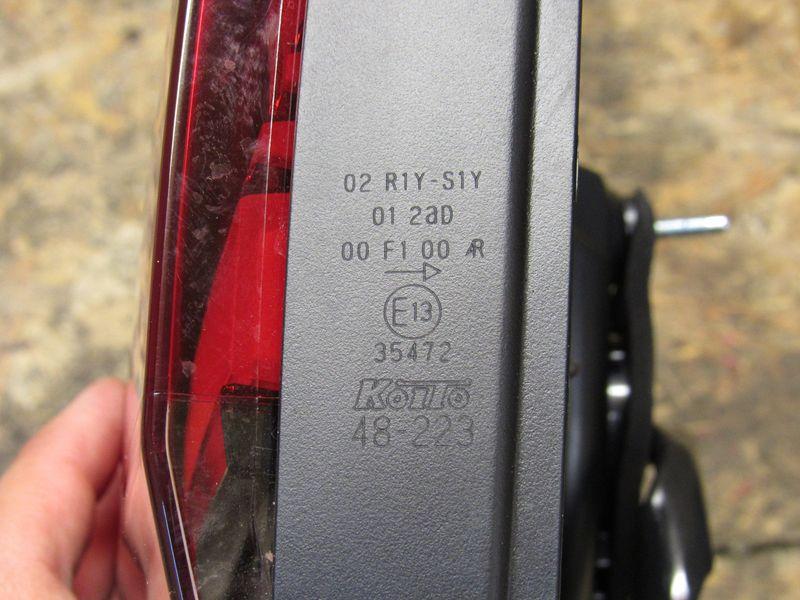 02 R1Y-S1Y
01 2aD
00 F1 00 AR
E13
35472
KOITO
48-223